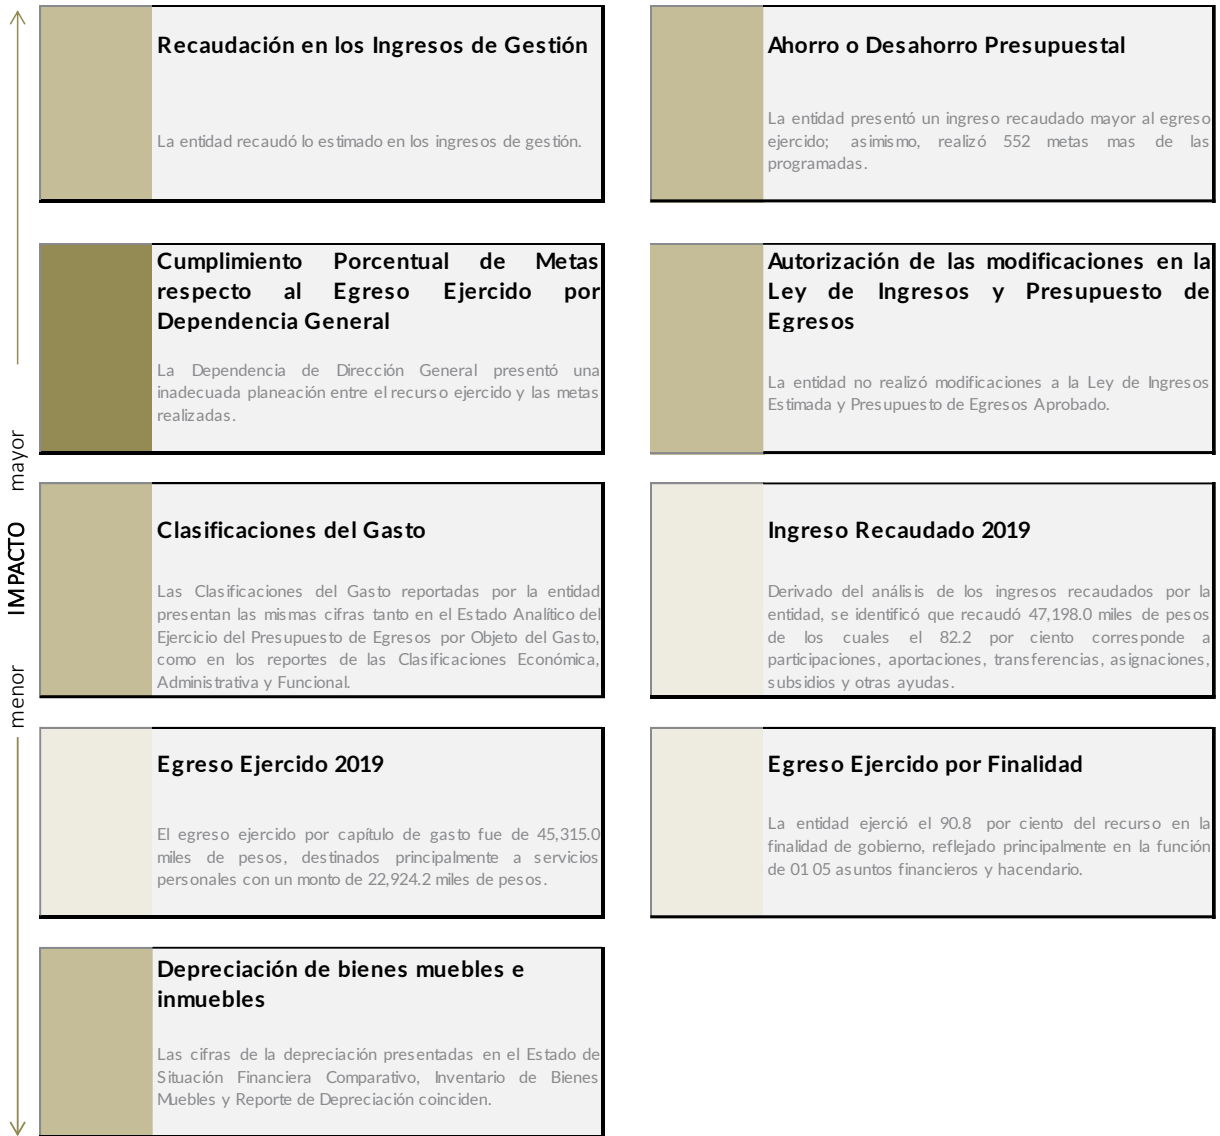 Recaudación en los Ingresos de Gestión
La entidad recaudó lo estimado en los ingresos de gestión.
Ahorro o Desahorro Presupuestal
La entidad presentó un ingreso recaudado mayor al egreso
ejercido; asimismo, realizó 552 metas mas de las
programadas.
Cumplimiento Porcentual de Metas
respecto al Egreso Ejercido por
Dependencia General
La Dependencia de Dirección General presentó una
inadecuada planeación entre el recurso ejercido y las metas
realizadas.
Autorización de las modificaciones en la
Ley de Ingresos y Presupuesto de
Egresos
La entidad no realizó modificaciones a la Ley de Ingresos
Estimada y Presupuesto de Egresos Aprobado.
mayor
IMPACTO
menor
Clasificaciones del Gasto
Las Clasificaciones del Gasto reportadas por la entidad
presentan las mismas cifras tanto en el Estado Analítico del
Ejercicio del Presupuesto de Egresos por Objeto del Gasto,
como en los reportes de las Clasificaciones Económica,
Administrativa y Funcional.
Ingreso Recaudado 2019
Derivado del análisis de los ingresos recaudados por la
entidad, se identificó que recaudó 47,198.0 miles de pesos
de los cuales el 82.2 por ciento corresponde a
participaciones, aportaciones, transferencias, asignaciones,
subsidios y otras ayudas.
Egreso Ejercido 2019
El egreso ejercido por capítulo de gasto fue de 45,315.0
miles de pesos, destinados principalmente a servicios
personales con un monto de 22,924.2 miles de pesos.
Egreso Ejercido por Finalidad
La entidad ejerció el 90.8 por ciento del recurso en la
finalidad de gobierno, reflejado principalmente en la función
de 01 05 asuntos financieros y hacendario.
Depreciación de bienes muebles e
inmuebles
Las cifras de la depreciación presentadas en el Estado de
Situación Financiera Comparativo, Inventario de Bienes
Muebles y Reporte de Depreciación coinciden.